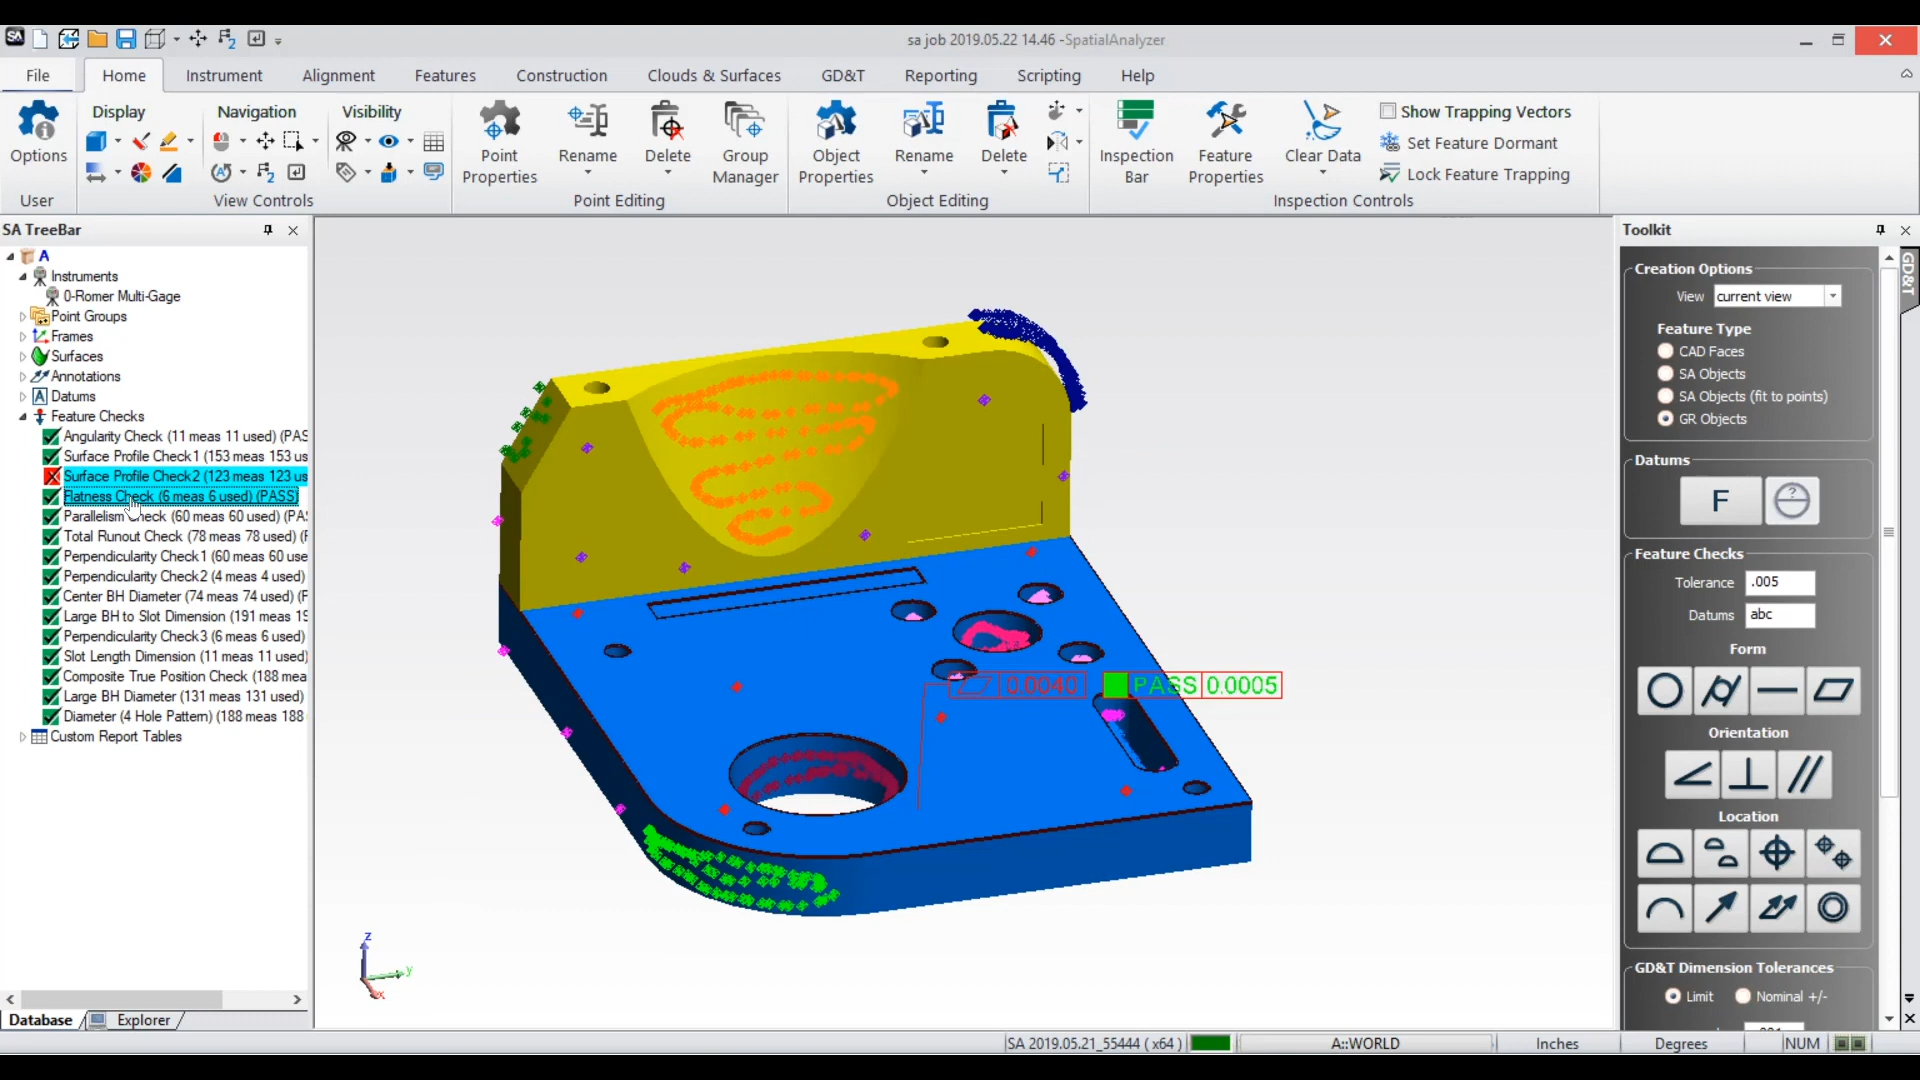 SA
sa job 2019.05.22 14.46 -SpatialAnalyzer
File Home Instrument Alignment Features Construction Clouds & Surfaces GD&T Reporting Scripting Help
Options
User
Display
Navigation
Visibility
View Controls
Point Properties
Rename
Delete
Group Manager
Point Editing
Object Properties
Rename
Delete
Object Editing
Inspection Bar
Feature Properties
Clear Data
Show Trapping Vectors
Set Feature Dormant
Lock Feature Trapping
Inspection Controls
SA TreeBar
A
Instruments
0-Romer Multi-Gage
Point Groups
Frames
Surfaces
Annotations
A Datums
Feature Checks
Angularity Check (11 meas 11 used) (PAS
Surface Profile Check1 (153 meas 153 us
Surface Profile Check2 (123 meas 123 us
Flatness Check (6 meas 6 used) (PASS)
Parallelism Check (60 meas 60 used) (PA
Total Runout Check (78 meas 78 used) (F
Perpendicularity Check1 (60 meas 60 use
Perpendicularity Check2 (4 meas 4 used)
Center BH Diameter (74 meas 74 used) (F
Large BH to Slot Dimension (191 meas 19
Perpendicularity Check3 (6 meas 6 used)
Slot Length Dimension (11 meas 11 used)
Composite True Position Check (188 mea
Large BH Diameter (131 meas 131 used)
Diameter (4 Hole Pattern) (188 meas 188
Custom Report Tables
Database Explorer
0.0040 PASS 0.0005
z
y
x
Toolkit
GD&T
Creation Options
View current view
Feature Type
CAD Faces
SA Objects
SA Objects (fit to points)
GR Objects
Datums
F ?
Feature Checks
Tolerance .005
Datums abc
Form
Orientation
Location
GD&T Dimension Tolerances
Limit Nominal +/-
SA 2019.05.21_55444 ( x64 ) A::WORLD Inches Degrees NUM